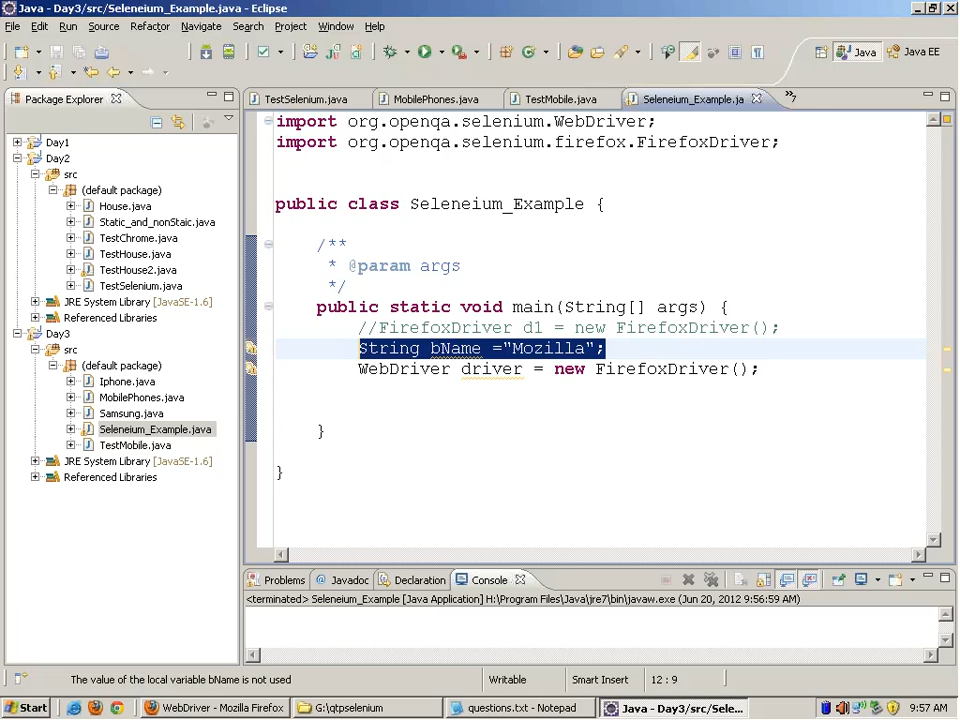 Java - Day3/src/Seleneium_Example.java - Eclipse
File Edit Run Source Refactor Navigate Search Project Window Help
Java Java EE
Package Explorer
TestSelenium.java MobilePhones.java TestMobile.java Seleneium_Example.ja »7
Day1
Day2
src
(default package)
House.java
Static_and_nonStaic.java
TestChrome.java
TestHouse.java
TestHouse2.java
TestSelenium.java
JRE System Library [JavaSE-1.6]
Referenced Libraries
Day3
src
(default package)
Iphone.java
MobilePhones.java
Samsung.java
Seleneium_Example.java
TestMobile.java
JRE System Library [JavaSE-1.6]
Referenced Libraries
import org.openqa.selenium.WebDriver;
import org.openqa.selenium.firefox.FirefoxDriver;
public class Seleneium_Example {
/**
* @param args
*/
public static void main(String[] args) {
//FirefoxDriver d1 = new FirefoxDriver();
String bName ="Mozilla";
WebDriver driver = new FirefoxDriver();
}
}
Problems @ Javadoc Declaration Console
<terminated> Seleneium_Example [Java Application] H:\Program Files\Java\jre7\bin\javaw.exe (Jun 20, 2012 9:56:59 AM)
The value of the local variable bName is not used Writable Smart Insert 12 : 9
Start WebDriver - Mozilla Firefox G:\qtpselenium questions.txt - Notepad Java - Day3/src/Sele... 9:57 AM